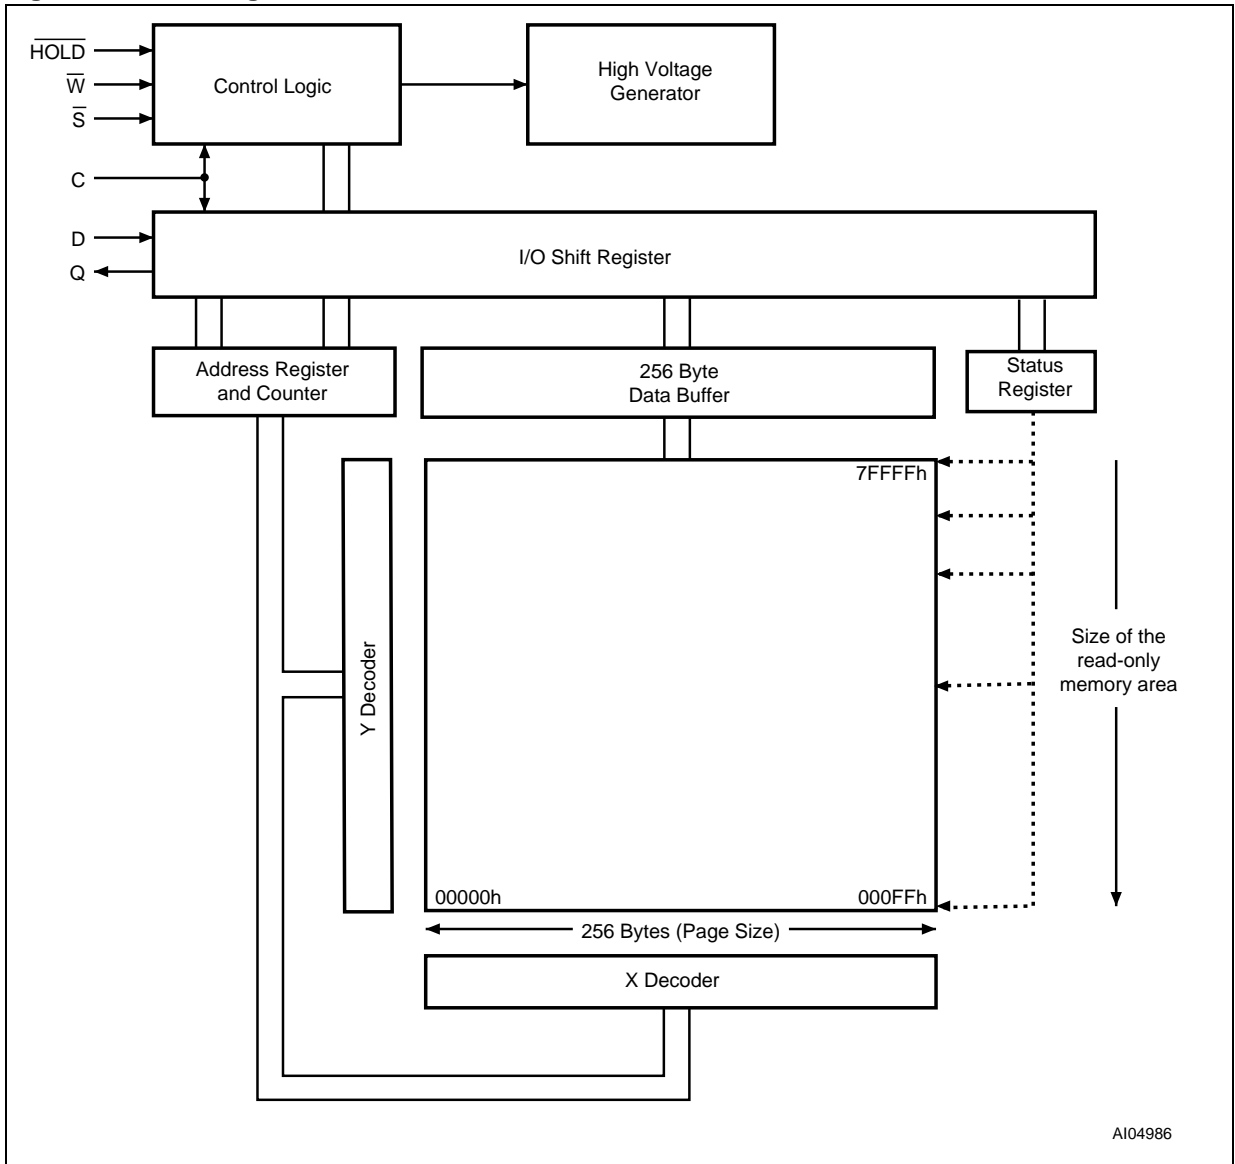 HOLD
W
S
C
D
Q
Control Logic
High Voltage
Generator
I/O Shift Register
Address Register
and Counter
256 Byte
Data Buffer
Status
Register
7FFFFh
Y Decoder
Size of the
read-only
memory area
00000h
000FFh
256 Bytes (Page Size)
X Decoder
AI04986